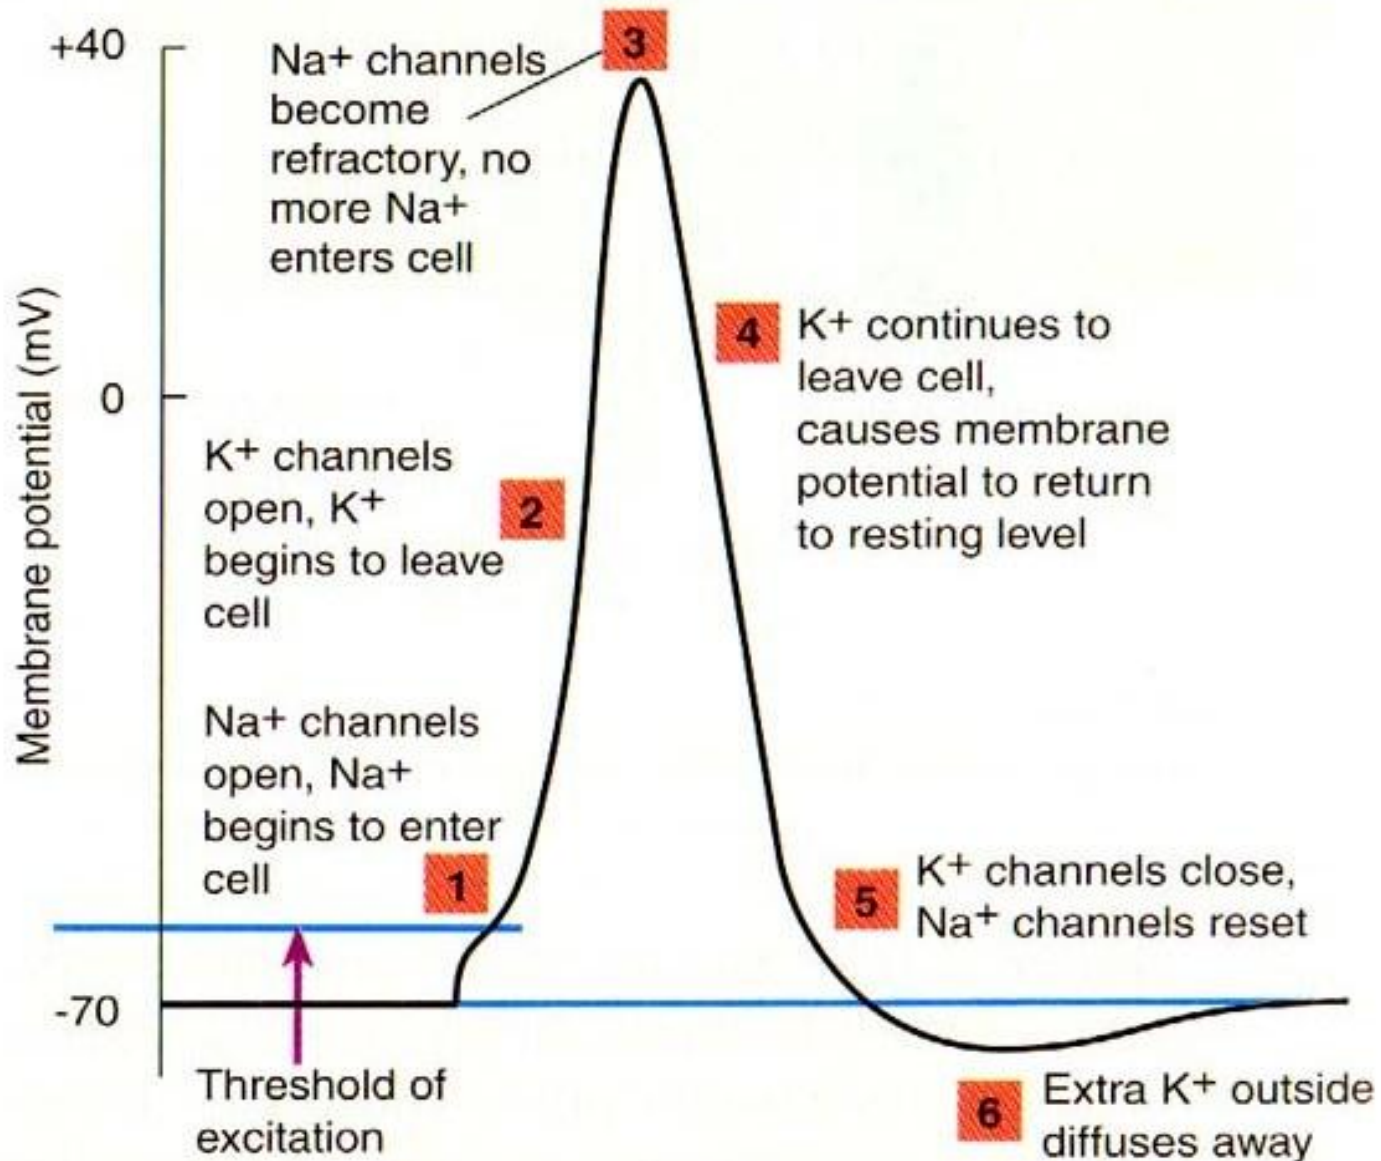 +40
Na+ channels
become
refractory, no
more Na+
enters cell
3
4
K+ continues to
leave cell,
causes membrane
potential to return
to resting level
Membrane potential (mV)
0
K+ channels
open, K+
begins to leave
cell
2
Na+ channels
open, Na+
begins to enter
cell
1
5
K+ channels close,
Na+ channels reset
-70
Threshold of
excitation
6
Extra K+ outside
diffuses away